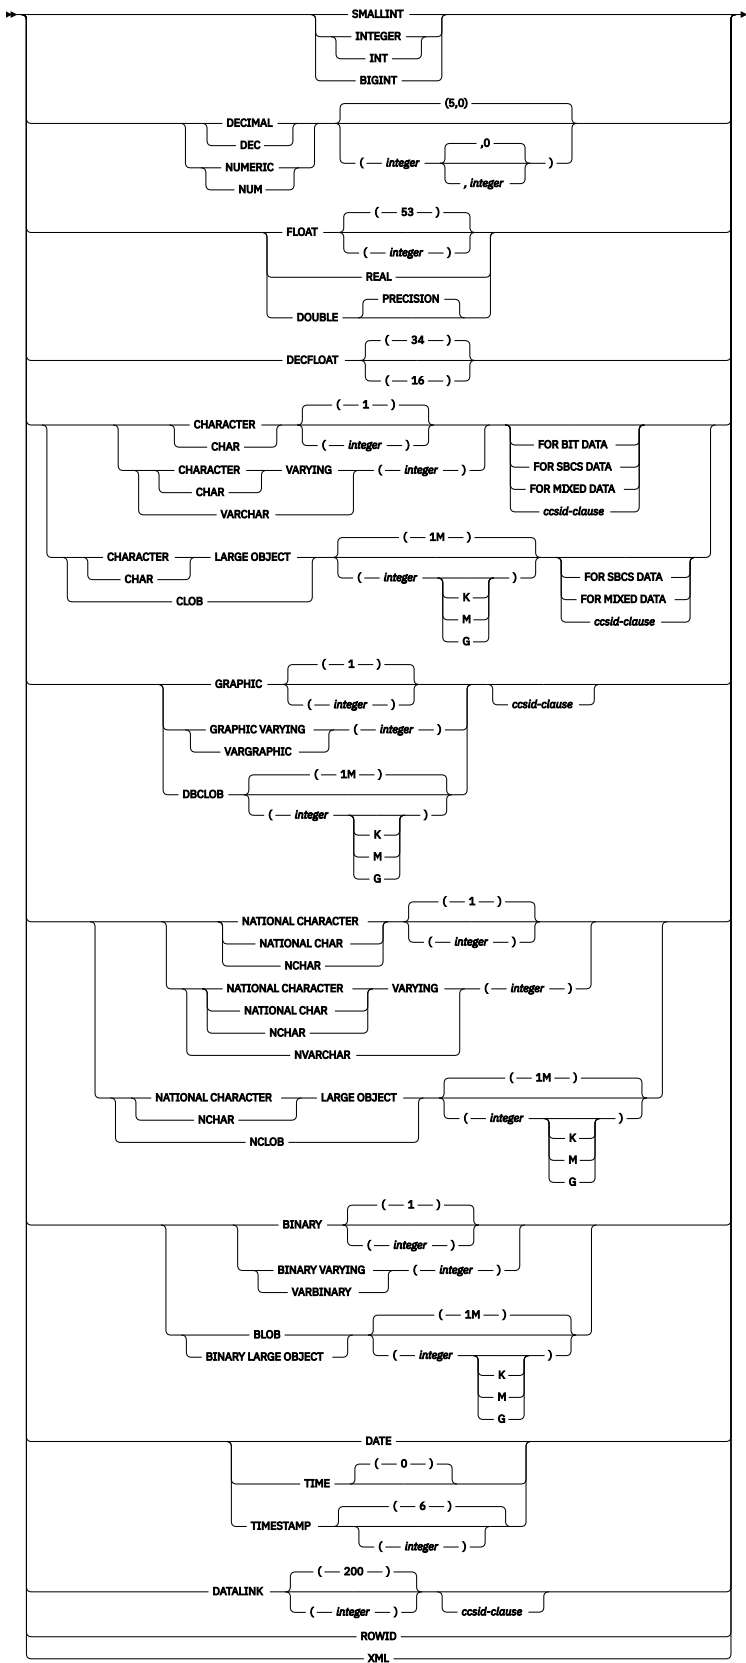 SMALLINT
INTEGER
INT
BIGINT
(5,0)
DECIMAL
DEC
,0
( integer )
NUMERIC
, integer
NUM
( 53 )
FLOAT
( integer )
REAL
PRECISION
DOUBLE
( 34 )
DECFLOAT
( 16 )
( 1 )
CHARACTER
CHAR
( integer )
FOR BIT DATA
CHARACTER VARYING ( integer )
FOR SBCS DATA
CHAR
FOR MIXED DATA
VARCHAR
ccsid-clause
( 1M )
CHARACTER LARGE OBJECT
CHAR
( integer )
FOR SBCS DATA
CLOB
K
FOR MIXED DATA
M
ccsid-clause
G
( 1 )
GRAPHIC
( integer )
ccsid-clause
GRAPHIC VARYING ( integer )
VARGRAPHIC
( 1M )
DBCLOB
( integer )
K
M
G
( 1 )
NATIONAL CHARACTER
NATIONAL CHAR
( integer )
NCHAR
NATIONAL CHARACTER VARYING ( integer )
NATIONAL CHAR
NCHAR
NVARCHAR
( 1M )
NATIONAL CHARACTER LARGE OBJECT
NCHAR
( integer )
NCLOB
K
M
G
( 1 )
BINARY
( integer )
BINARY VARYING ( integer )
VARBINARY
( 1M )
BLOB
BINARY LARGE OBJECT
( integer )
K
M
G
DATE
( 0 )
TIME
( 6 )
TIMESTAMP
( integer )
( 200 )
DATALINK
( integer )
ccsid-clause
ROWID
XML